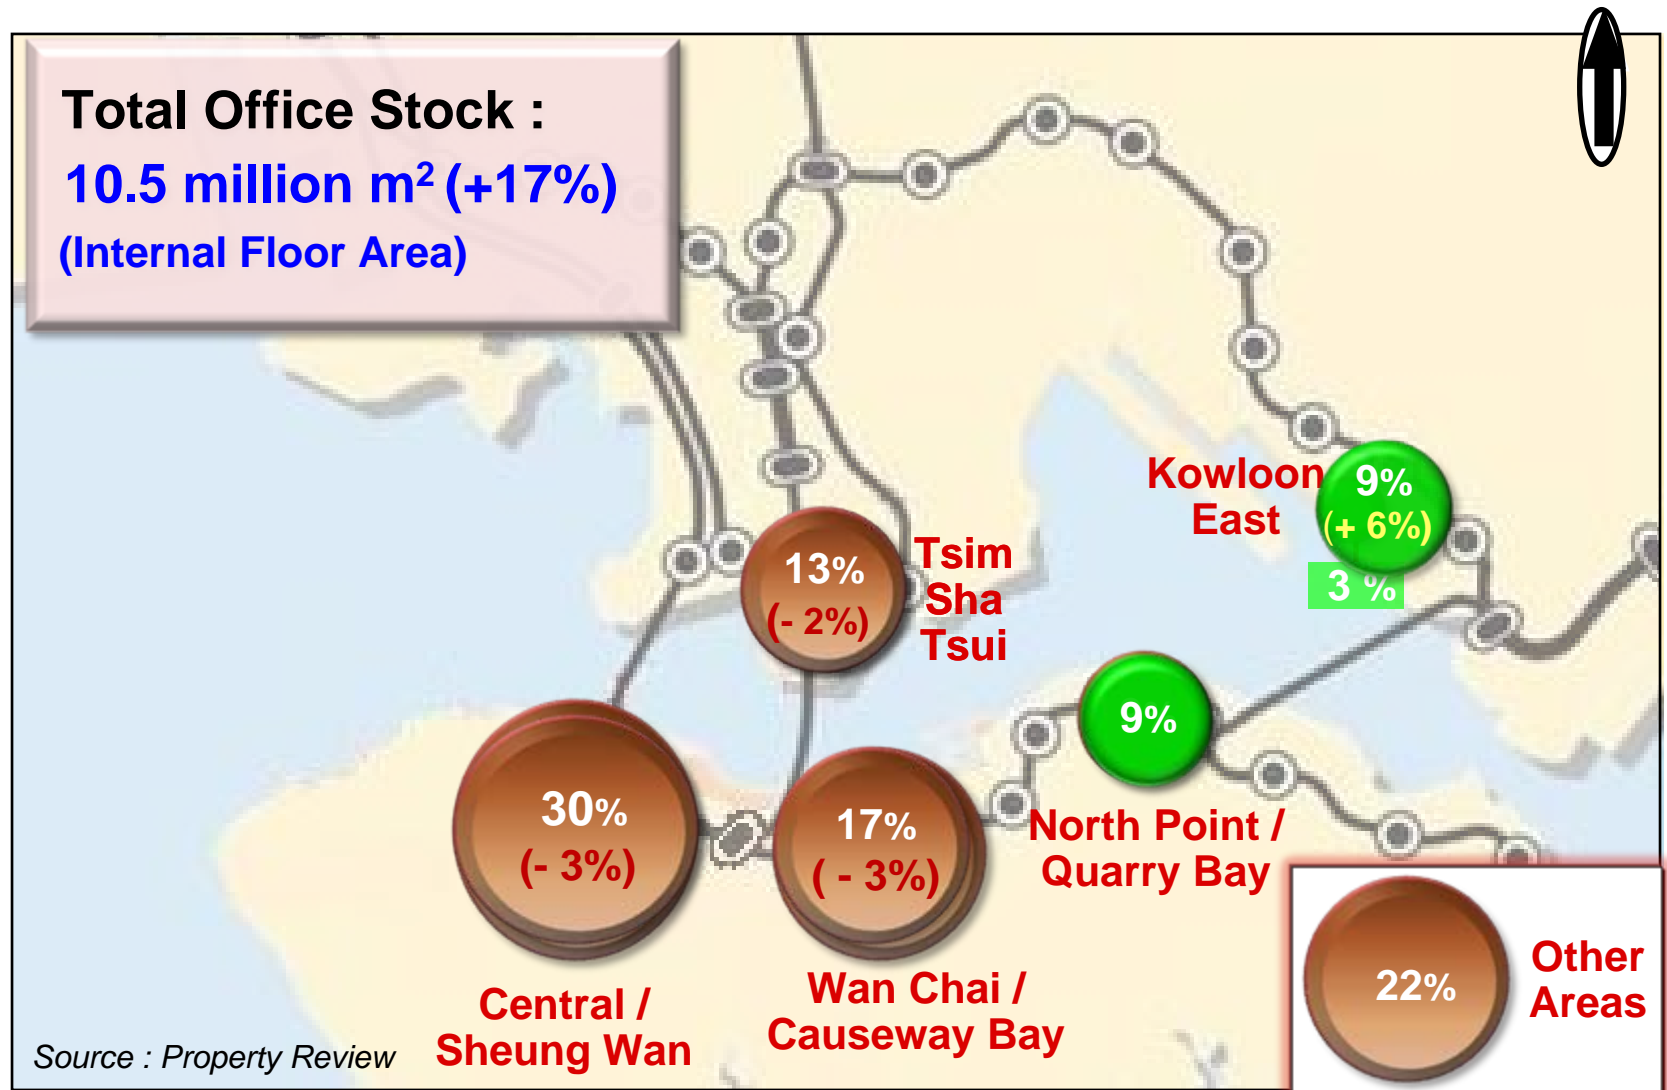 Total Office Stock :
10.5 million m² (+17%)
(Internal Floor Area)
Kowloon
East
9%
(+ 6%)
3 %
13%
(- 2%)
Tsim
Sha
Tsui
9%
North Point /
Quarry Bay
30%
(- 3%)
Central /
Sheung Wan
17%
( - 3%)
Wan Chai /
Causeway Bay
22%
Other
Areas
Source : Property Review